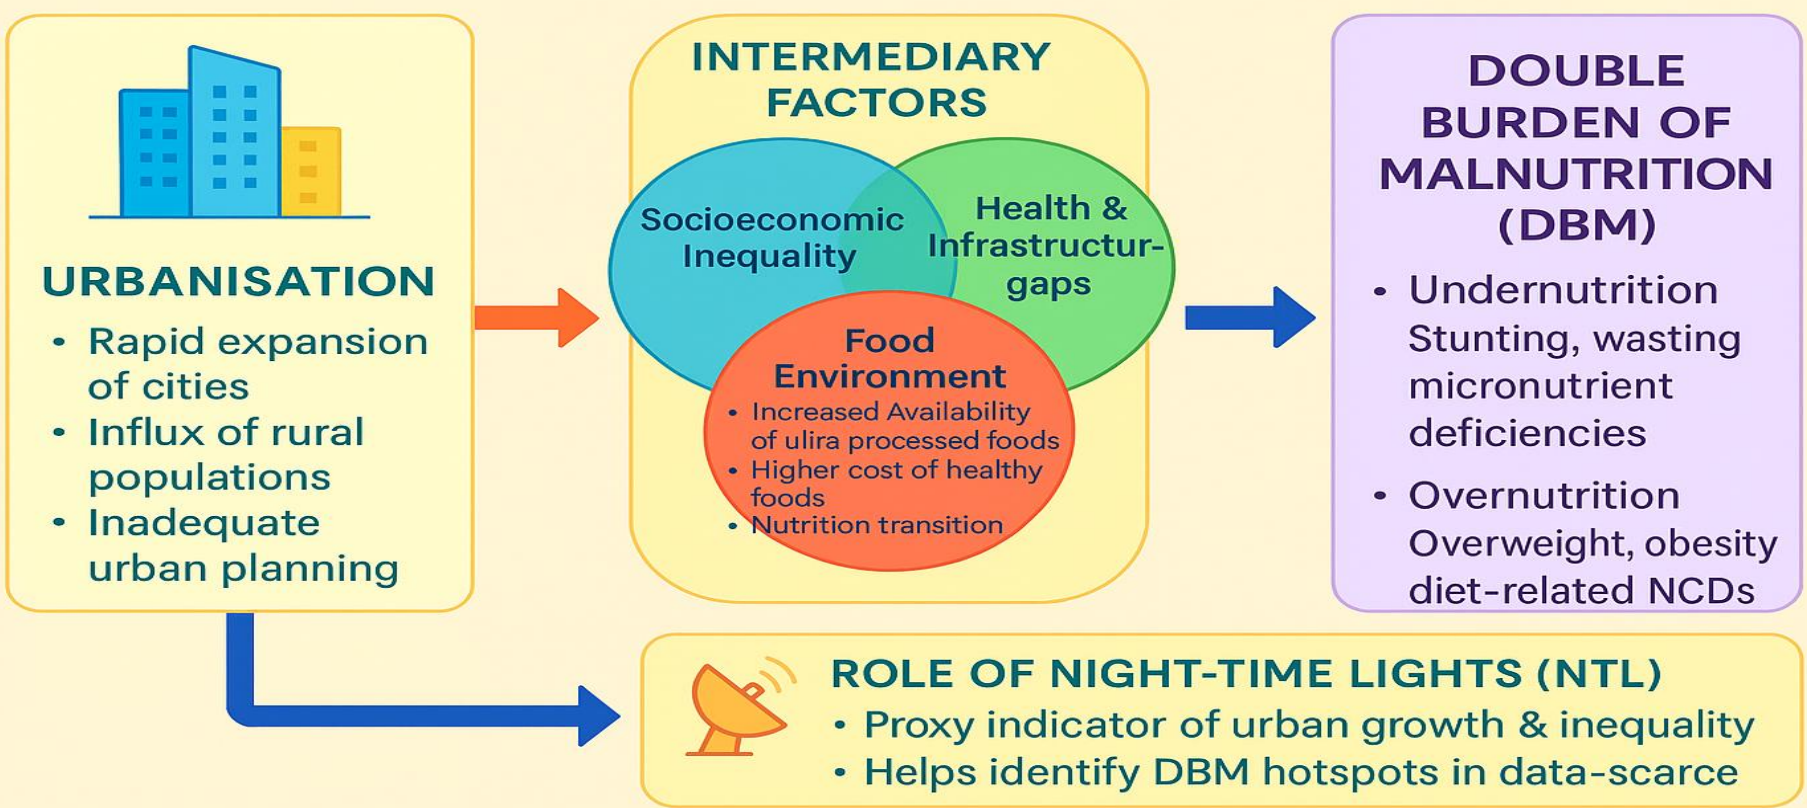 URBANISATION
• Rapid expansion
of cities
• Influx of rural
populations
• Inadequate
urban planning
INTERMEDIARY
FACTORS
Socioeconomic
Inequality
Health &
Infrastructur-
gaps
Food
Environment
• Increased Availability
of ulira processed foods
• Higher cost of healthy
foods
• Nutrition transition
DOUBLE
BURDEN OF
MALNUTRITION
(DBM)
• Undernutrition
Stunting, wasting
micronutrient
deficiencies
• Overnutrition
Overweight, obesity
diet-related NCDs
ROLE OF NIGHT-TIME LIGHTS (NTL)
• Proxy indicator of urban growth & inequality
• Helps identify DBM hotspots in data-scarce